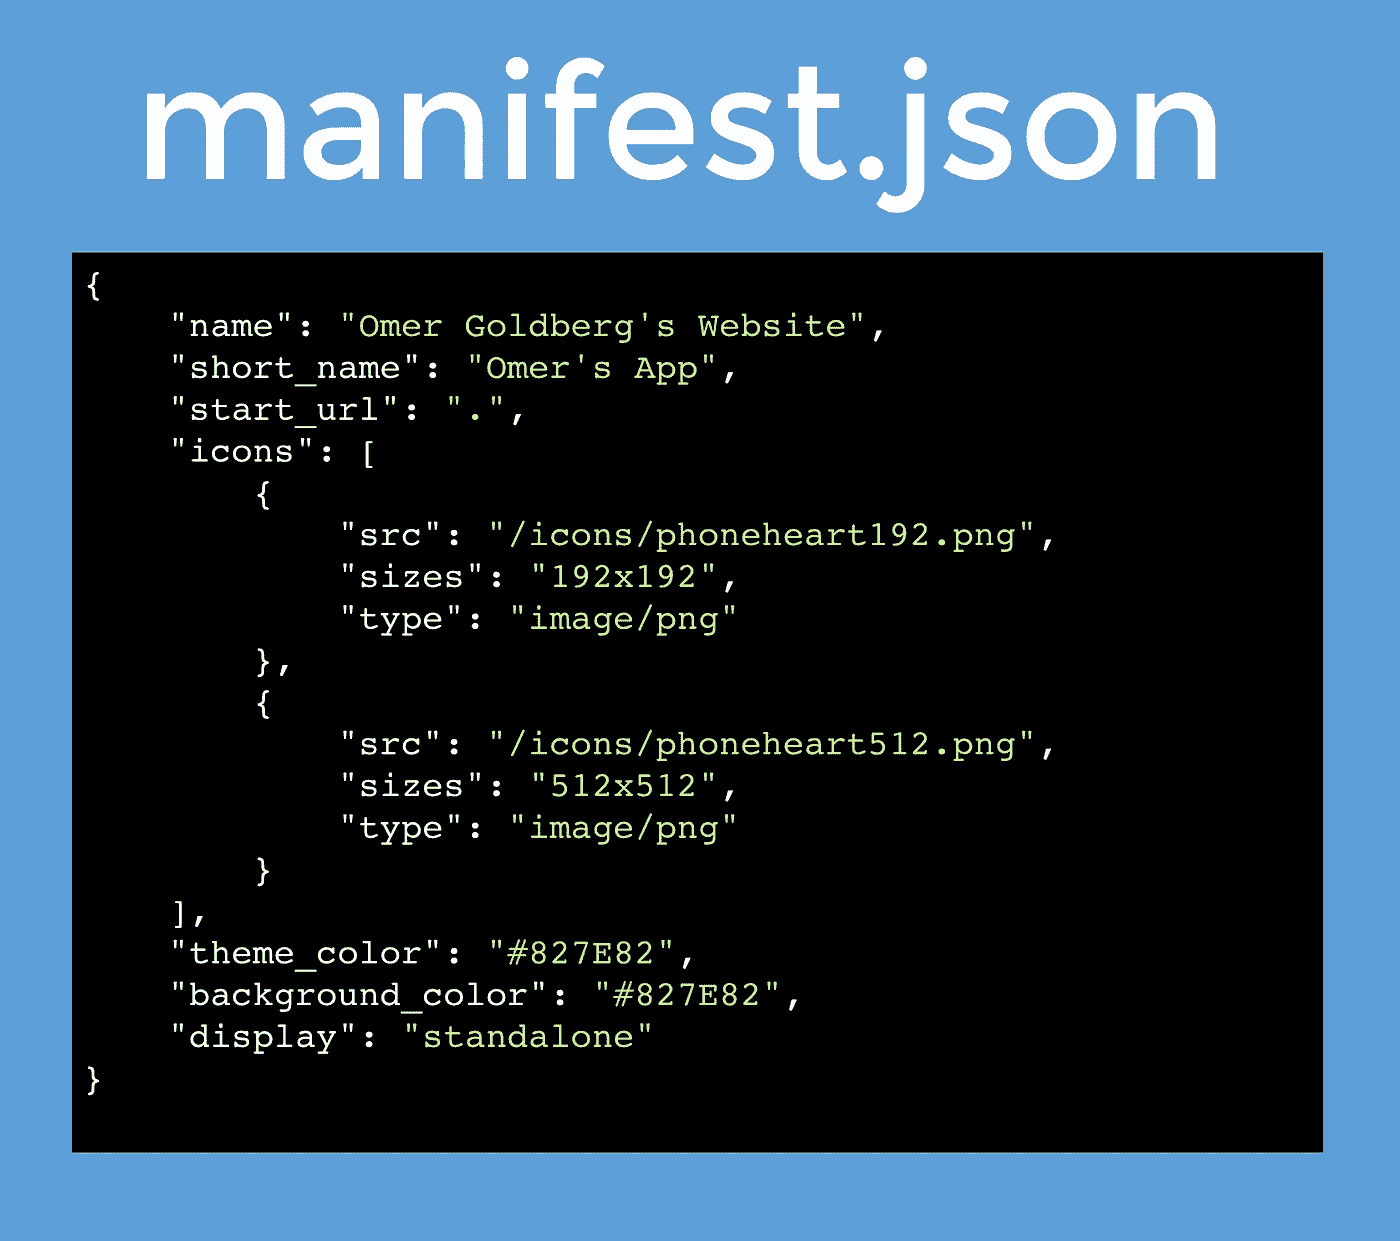 manifest.json
{
    "name": "Omer Goldberg's Website",
    "short_name": "Omer's App",
    "start_url": ".",
    "icons": [
        {
            "src": "/icons/phoneheart192.png",
            "sizes": "192x192",
            "type": "image/png"
        },
        {
            "src": "/icons/phoneheart512.png",
            "sizes": "512x512",
            "type": "image/png"
        }
    ],
    "theme_color": "#827E82",
    "background_color": "#827E82",
    "display": "standalone"
}